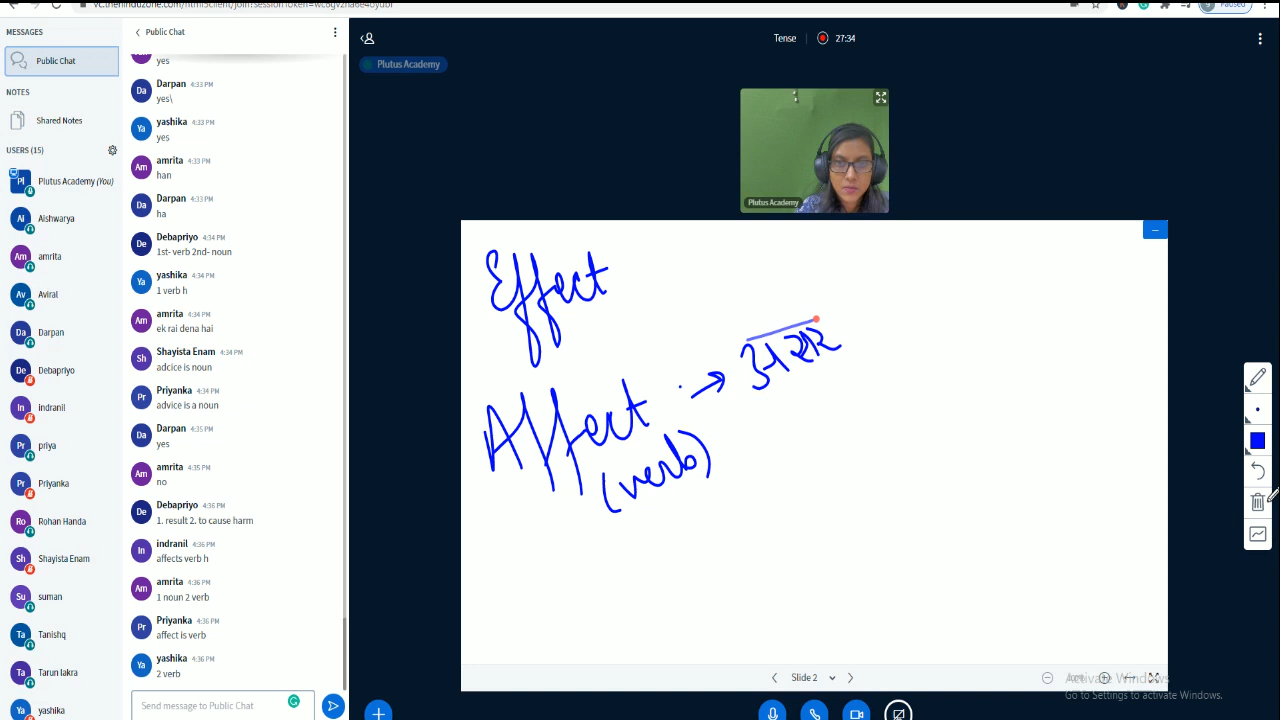 vc.thehinduzone.com/html5client/join?sessionToken=wc6gvzna6e40yubr
Paused
MESSAGES
Public Chat
NOTES
Shared Notes
USERS (15)
Plutus Academy (You)
Aishwarya
amrita
Aviral
Darpan
Debapriyo
indranil
priya
Priyanka
Rohan Handa
Shayista Enam
suman
Tanishq
Tarun lakra
yashika
Public Chat
yes
Darpan 4:33 PM
yes\
yashika 4:33 PM
yes
amrita 4:33 PM
han
Darpan 4:33 PM
ha
Debapriyo 4:34 PM
1st- verb 2nd- noun
yashika 4:34 PM
1 verb h
amrita 4:34 PM
ek rai dena hai
Shayista Enam 4:34 PM
adcice is noun
Priyanka 4:34 PM
advice is a noun
Darpan 4:35 PM
yes
amrita 4:35 PM
no
Debapriyo 4:36 PM
1. result 2. to cause harm
indranil 4:36 PM
affects verb h
amrita 4:36 PM
1 noun 2 verb
Priyanka 4:36 PM
affect is verb
yashika 4:36 PM
2 verb
Send message to Public Chat
Tense 27:34
Plutus Academy
Plutus Academy
Effect
Affect →
(verb)
Slide 2
Activate Windows
Go to Settings to activate Windows.